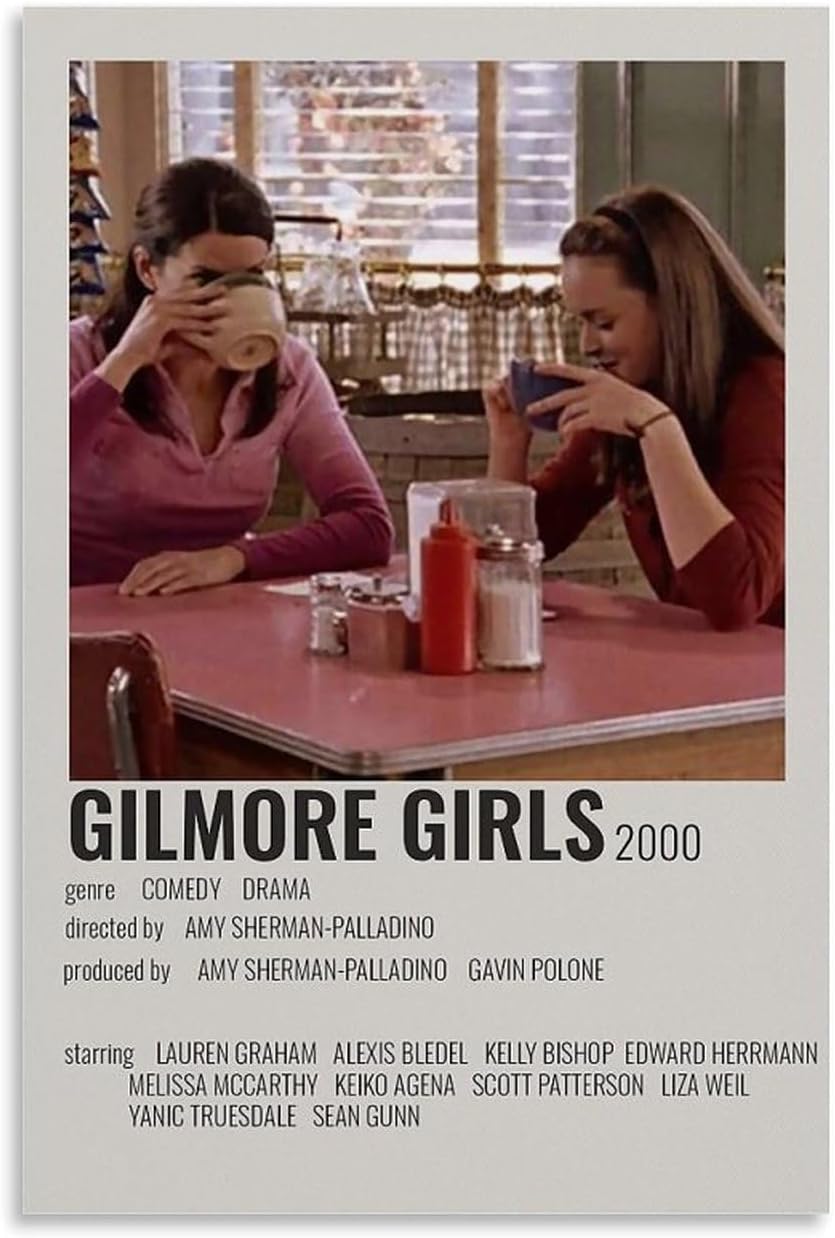 GILMORE GIRLS 2000
genre COMEDY DRAMA
directed by AMY SHERMAN-PALLADINO
produced by AMY SHERMAN-PALLADINO GAVIN POLONE
starring LAUREN GRAHAM ALEXIS BLEDEL KELLY BISHOP EDWARD HERRMANN
MELISSA MCCARTHY KEIKO AGENA SCOTT PATTERSON LIZA WEIL
YANIC TRUESDALE SEAN GUNN